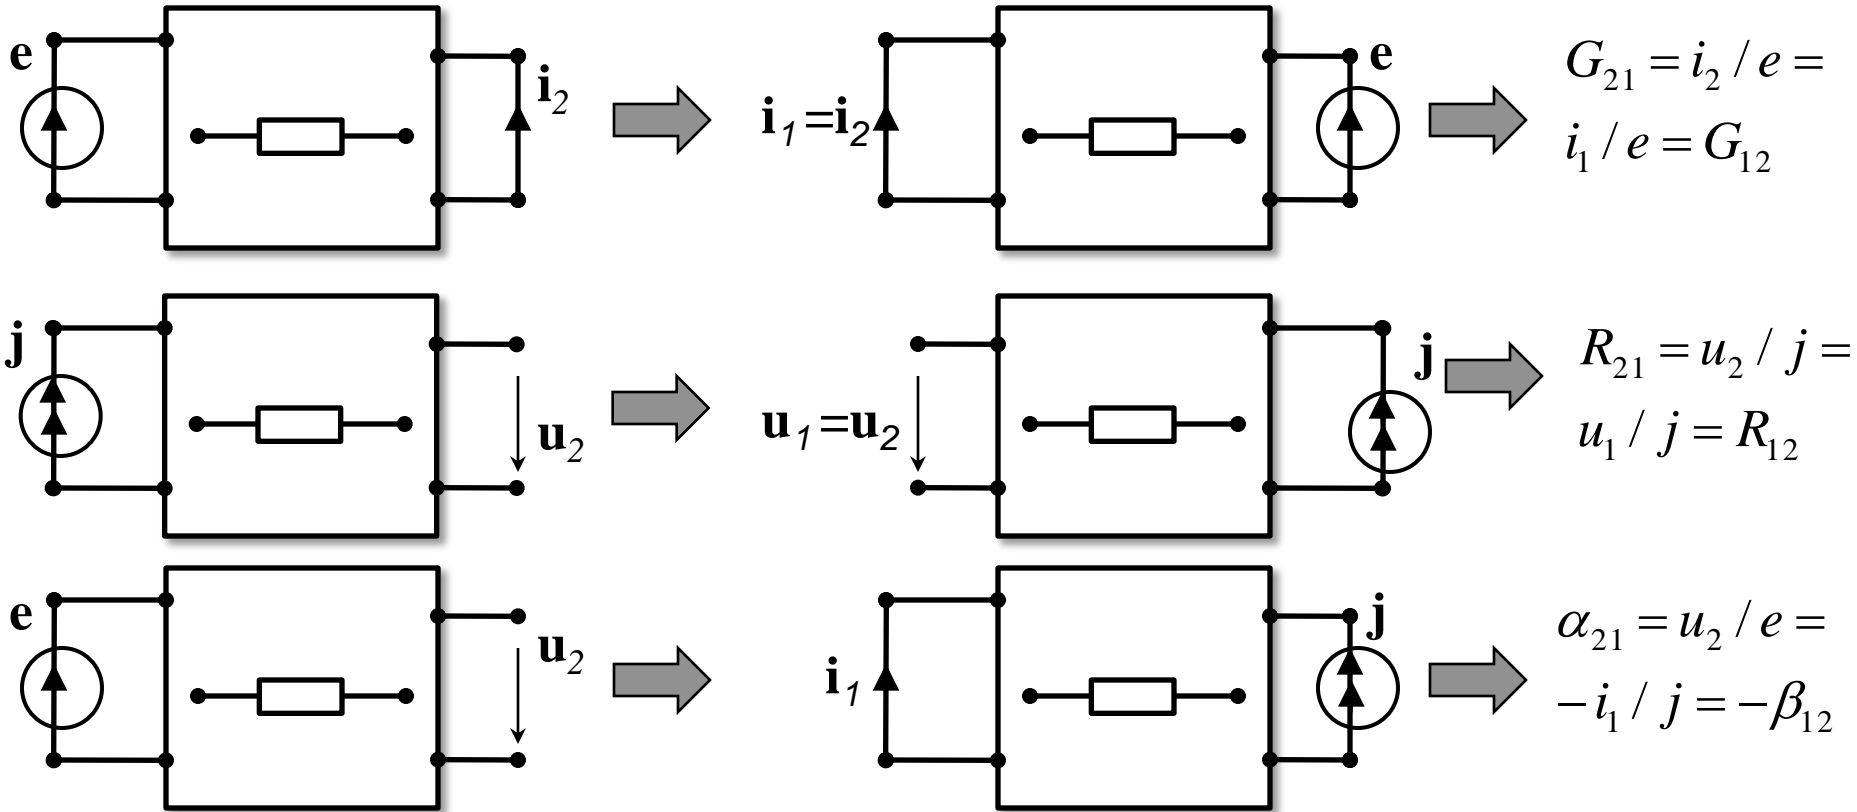 e
i₂
i₁=i₂
e
G₂₁ = i₂ / e =
i₁ / e = G₁₂
j
u₂
u₁=u₂
j
R₂₁ = u₂ / j =
u₁ / j = R₁₂
e
u₂
i₁
j
α₂₁ = u₂ / e =
−i₁ / j = −β₁₂